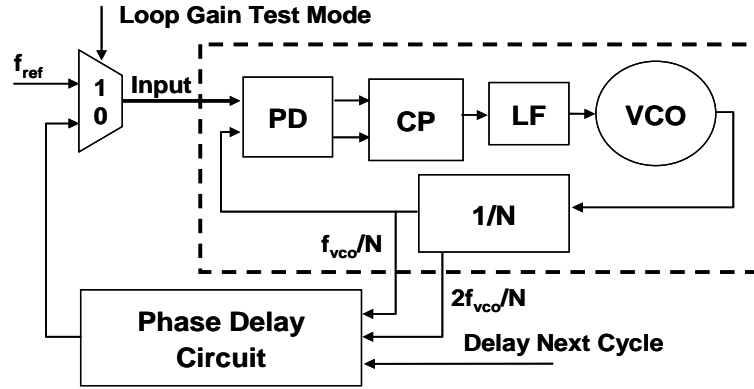 Loop Gain Test Mode
f_ref
1
0
Input
PD
CP
LF
VCO
1/N
f_vco/N
2f_vco/N
Phase Delay
Circuit
Delay Next Cycle